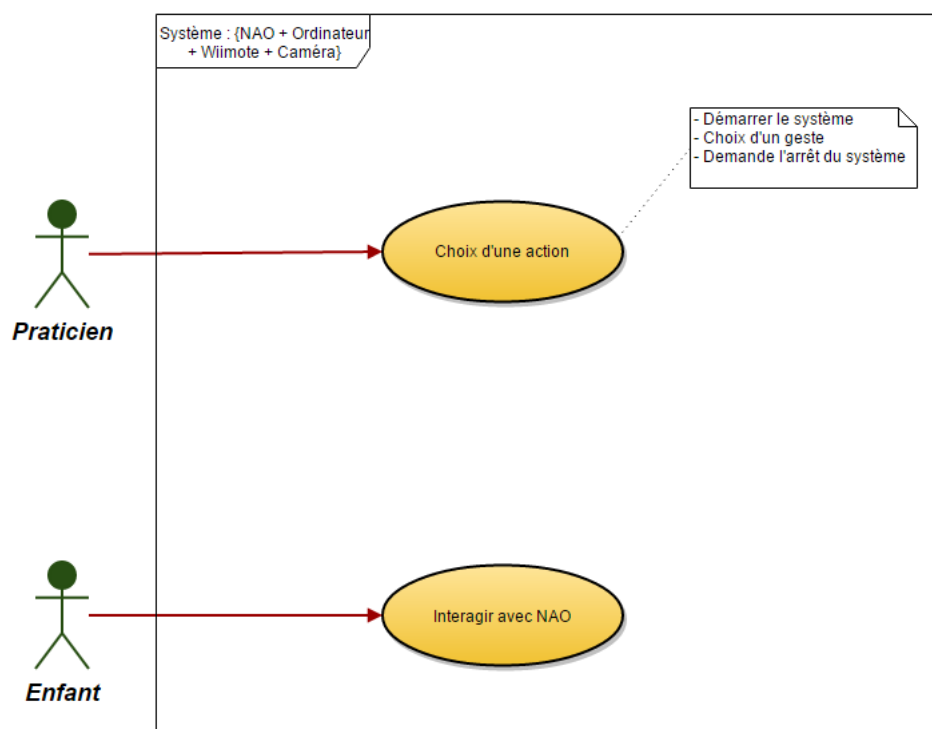 Système : {NAO + Ordinateur
+ Wiimote + Caméra}
- Démarrer le système
- Choix d'un geste
- Demande l'arrêt du système
Choix d'une action
Praticien
Interagir avec NAO
Enfant